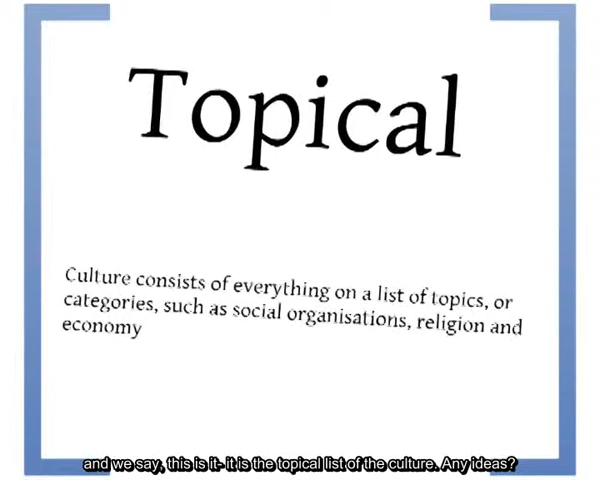 Topical
Culture consists of everything on a list of topics, or
categories, such as social organisations, religion and
economy
and we say, this is it- it is the topical list of the culture. Any ideas?